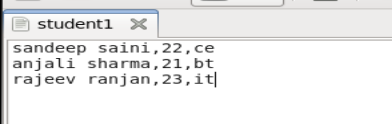 student1
sandeep saini,22,ce
anjali sharma,21,bt
rajeev ranjan,23,it